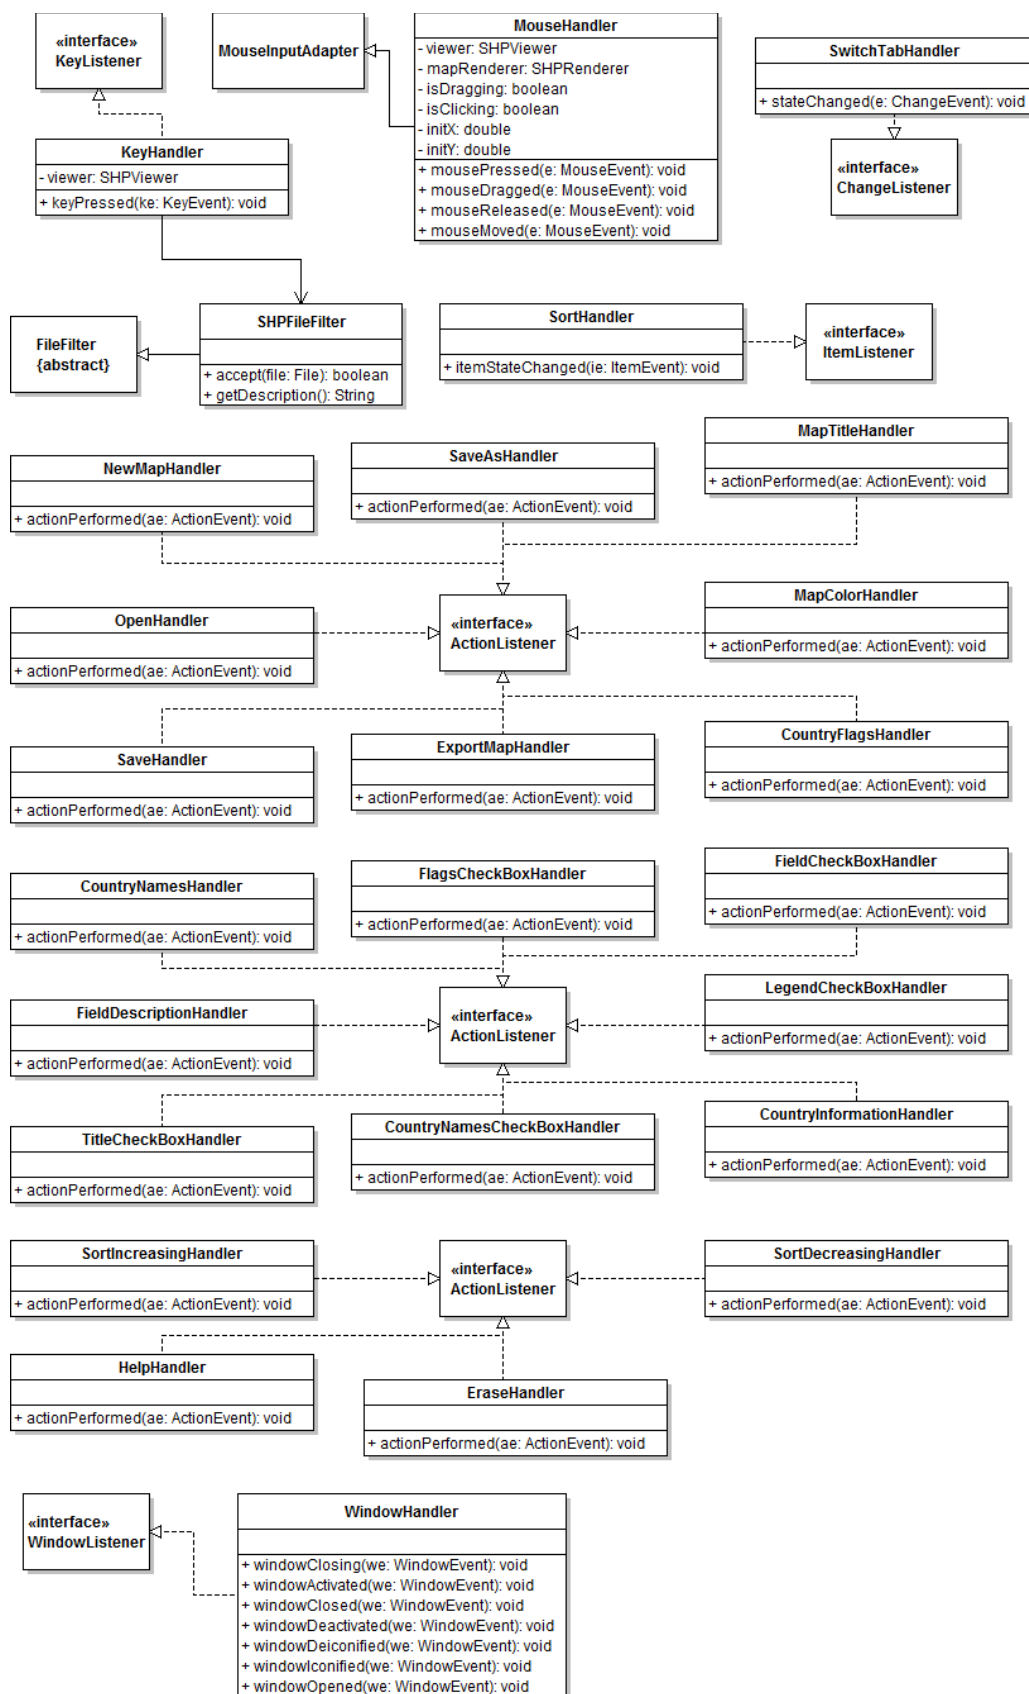 «interface»
KeyListener
MouseInputAdapter
MouseHandler
- viewer: SHPViewer
- mapRenderer: SHPRenderer
- isDragging: boolean
- isClicking: boolean
- initX: double
- initY: double
+ mousePressed(e: MouseEvent): void
+ mouseDragged(e: MouseEvent): void
+ mouseReleased(e: MouseEvent): void
+ mouseMoved(e: MouseEvent): void
SwitchTabHandler
+ stateChanged(e: ChangeEvent): void
«interface»
ChangeListener
KeyHandler
- viewer: SHPViewer
+ keyPressed(ke: KeyEvent): void
FileFilter
{abstract}
SHPFileFilter
+ accept(file: File): boolean
+ getDescription(): String
SortHandler
+ itemStateChanged(ie: ItemEvent): void
«interface»
ItemListener
NewMapHandler
+ actionPerformed(ae: ActionEvent): void
SaveAsHandler
+ actionPerformed(ae: ActionEvent): void
MapTitleHandler
+ actionPerformed(ae: ActionEvent): void
OpenHandler
+ actionPerformed(ae: ActionEvent): void
«interface»
ActionListener
MapColorHandler
+ actionPerformed(ae: ActionEvent): void
SaveHandler
+ actionPerformed(ae: ActionEvent): void
ExportMapHandler
+ actionPerformed(ae: ActionEvent): void
CountryFlagsHandler
+ actionPerformed(ae: ActionEvent): void
CountryNamesHandler
+ actionPerformed(ae: ActionEvent): void
FlagsCheckBoxHandler
+ actionPerformed(ae: ActionEvent): void
FieldCheckBoxHandler
+ actionPerformed(ae: ActionEvent): void
FieldDescriptionHandler
+ actionPerformed(ae: ActionEvent): void
«interface»
ActionListener
LegendCheckBoxHandler
+ actionPerformed(ae: ActionEvent): void
TitleCheckBoxHandler
+ actionPerformed(ae: ActionEvent): void
CountryNamesCheckBoxHandler
+ actionPerformed(ae: ActionEvent): void
CountryInformationHandler
+ actionPerformed(ae: ActionEvent): void
SortIncreasingHandler
+ actionPerformed(ae: ActionEvent): void
«interface»
ActionListener
SortDecreasingHandler
+ actionPerformed(ae: ActionEvent): void
HelpHandler
+ actionPerformed(ae: ActionEvent): void
EraseHandler
+ actionPerformed(ae: ActionEvent): void
«interface»
WindowListener
WindowHandler
+ windowClosing(we: WindowEvent): void
+ windowActivated(we: WindowEvent): void
+ windowClosed(we: WindowEvent): void
+ windowDeactivated(we: WindowEvent): void
+ windowDeiconified(we: WindowEvent): void
+ windowIconified(we: WindowEvent): void
+ windowOpened(we: WindowEvent): void